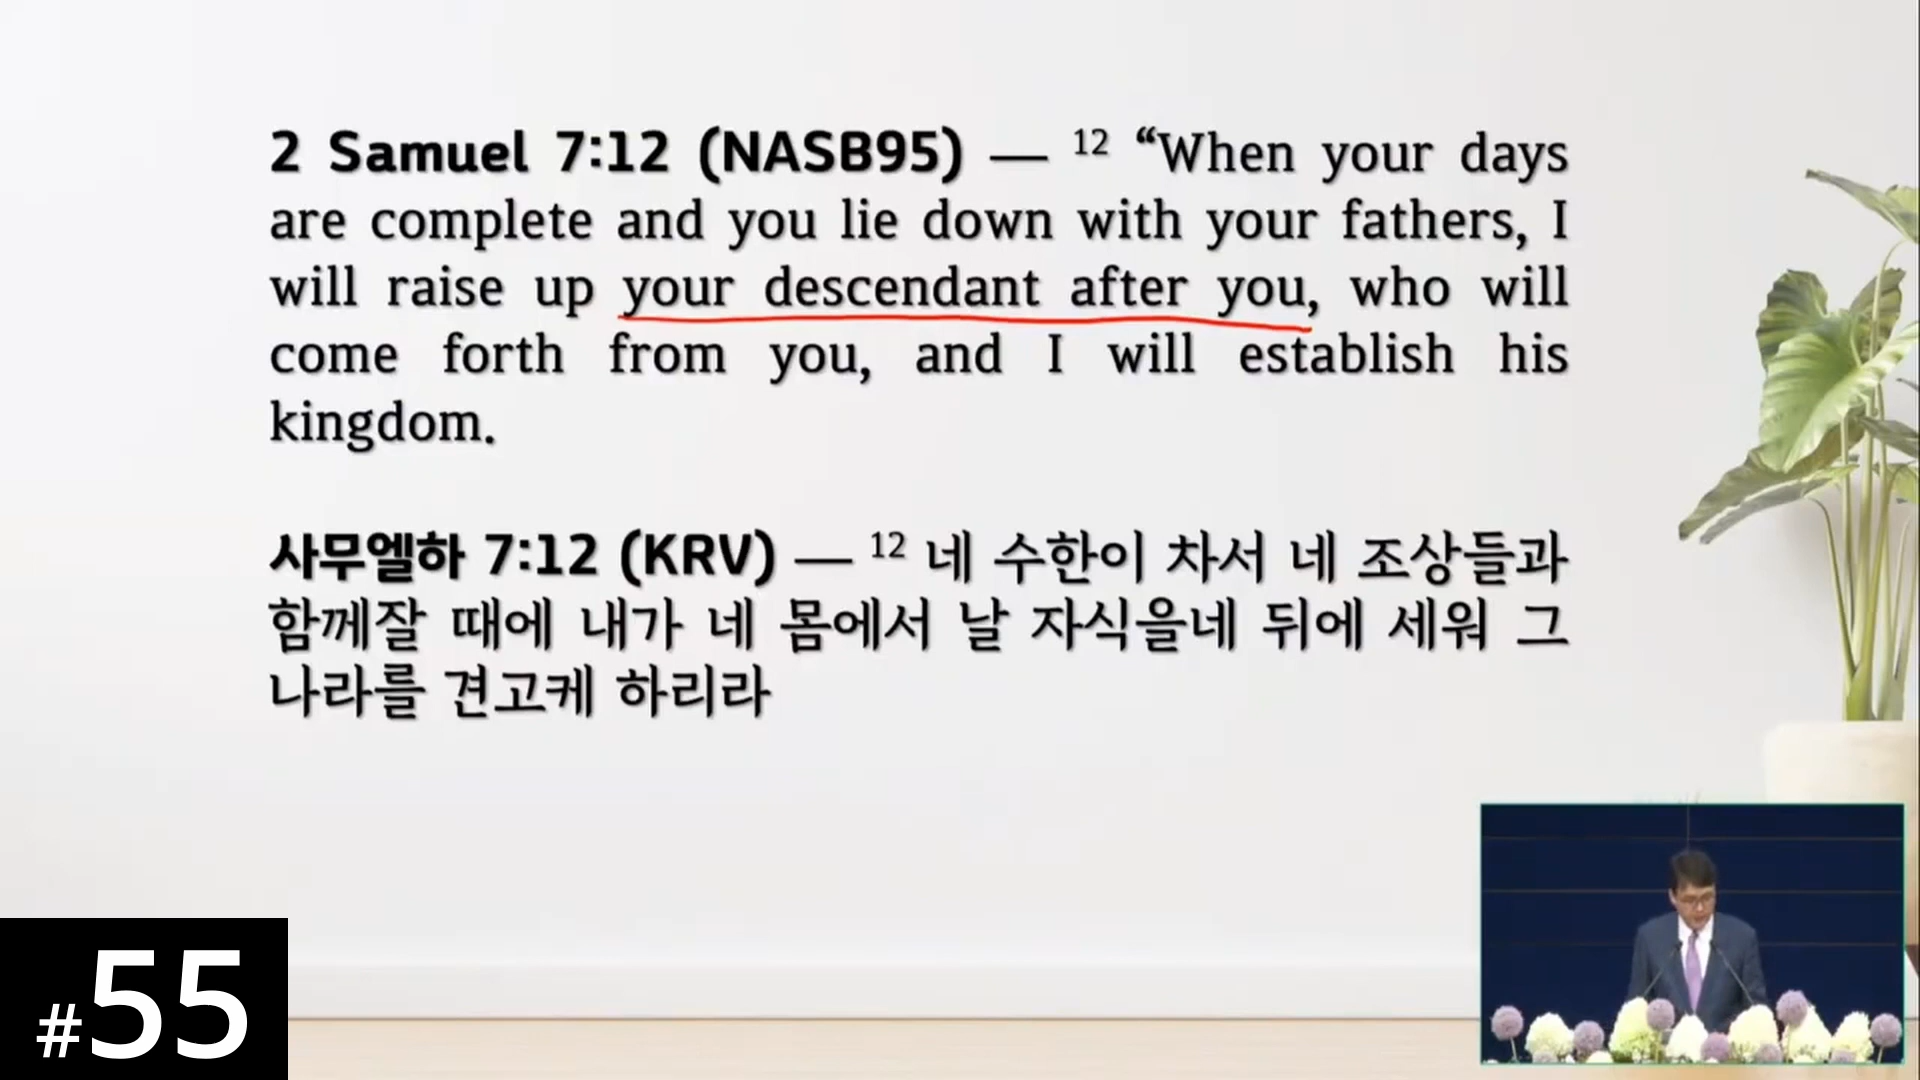 2 Samuel 7:12 (NASB95) — 12 “When your days
are complete and you lie down with your fathers, I
will raise up your descendant after you, who will
come forth from you, and I will establish his
kingdom.
사무엘하 7:12 (KRV) — 12 네 수한이 차서 네 조상들과
함께잘 때에 내가 네 몸에서 날 자식을네 뒤에 세워 그
나라를 견고케 하리라
#55